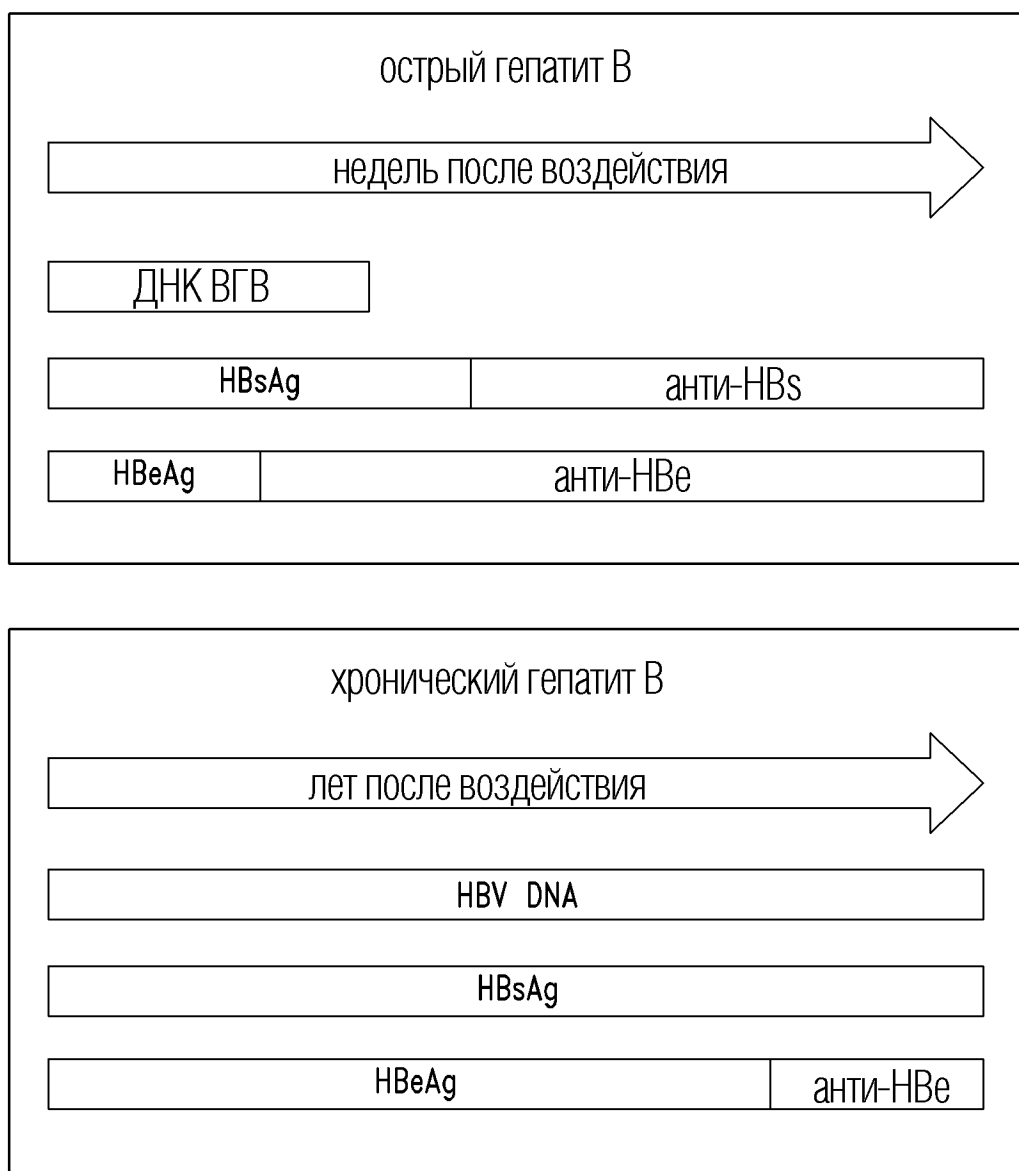 острый гепатит B
недель после воздействия
ДНК ВГВ
HBsAg
анти-HBs
HBeAg
анти-HBe
хронический гепатит B
лет после воздействия
HBV DNA
HBsAg
HBeAg
анти-HBe